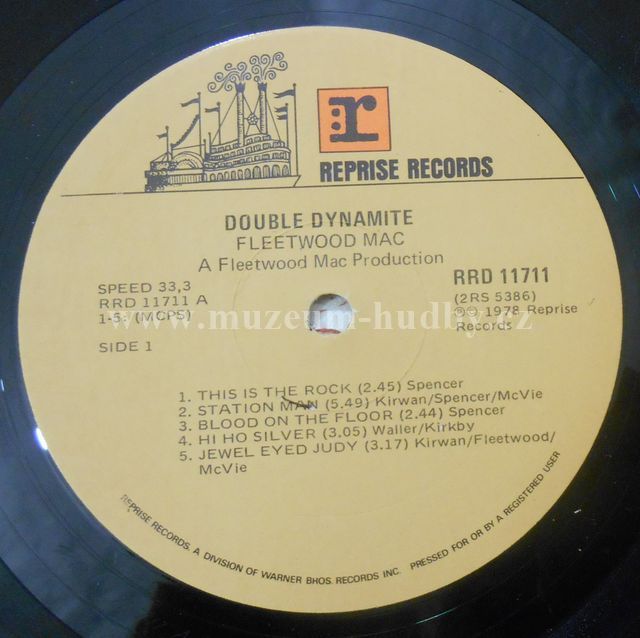 r
REPRISE RECORDS
DOUBLE DYNAMITE
FLEETWOOD MAC
A Fleetwood Mac Production
SPEED 33,3
RRD 11711 A
1-5: (MCPS)
SIDE 1
RRD 11711
(2RS 5386)
℗© 1978 Reprise
Records
www.muzeum-hudby.cz
1. THIS IS THE ROCK (2.45) Spencer
2. STATION MAN (5.49) Kirwan/Spencer/McVie
3. BLOOD ON THE FLOOR (2.44) Spencer
4. HI HO SILVER (3.05) Waller/Kirkby
5. JEWEL EYED JUDY (3.17) Kirwan/Fleetwood/
McVie
REPRISE RECORDS. A DIVISION OF WARNER BROS. RECORDS INC. PRESSED FOR OR BY A REGISTERED USER